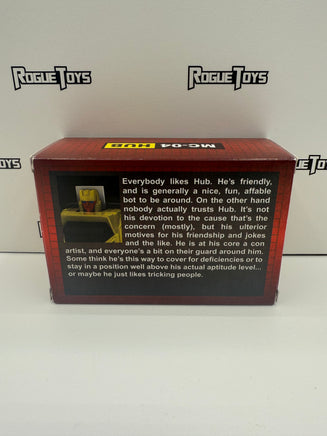 ROGUE TOYS
ROGUE TOYS
MC-04 HUB
Everybody likes Hub. He's friendly,
and is generally a nice, fun, affable
bot to be around. On the other hand
nobody actually trusts Hub. It's not
his devotion to the cause that's the
concern (mostly), but his ulterior
motives for his friendship and jokes
and the like. He is at his core a con
artist, and everyone's a bit on their guard around him.
Some think he's this way to cover for deficiencies or to
stay in a position well above his actual aptitude level...
or maybe he just likes tricking people.